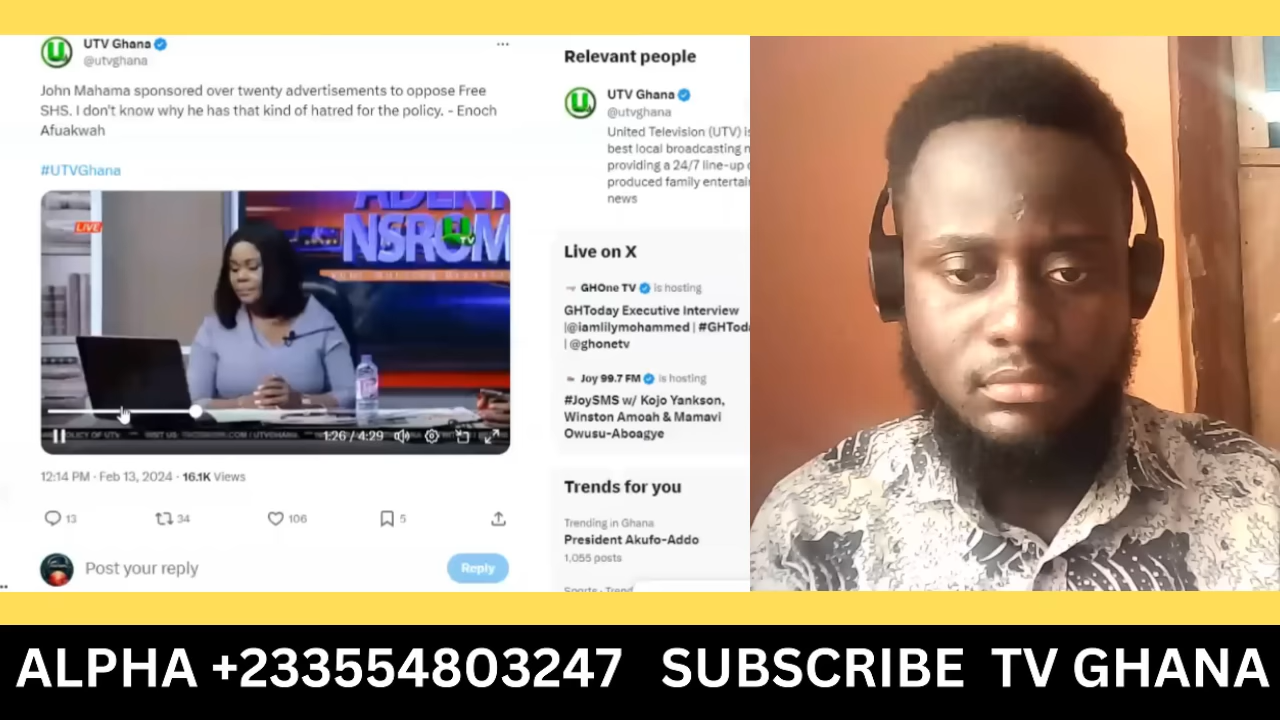 UTV Ghana
@utvghana
John Mahama sponsored over twenty advertisements to oppose Free
SHS. I don't know why he has that kind of hatred for the policy. - Enoch
Afuakwah
#UTVGhana
LIVE
NSROM
TV
1:26 / 4:29
12:14 PM · Feb 13, 2024 · 16.1K Views
13
34
106
5
Post your reply
Reply
Relevant people
UTV Ghana
@utvghana
United Television (UTV) is
best local broadcasting n
providing a 24/7 line-up
produced family entertai
news
Live on X
GHOne TV is hosting
GHToday Executive Interview
|@iamlilymohammed | #GHToda
| @ghonetv
Joy 99.7 FM is hosting
#JoySMS w/ Kojo Yankson,
Winston Amoah & Mamavi
Owusu-Aboagye
Trends for you
Trending in Ghana
President Akufo-Addo
1,055 posts
ALPHA +233554803247 SUBSCRIBE TV GHANA